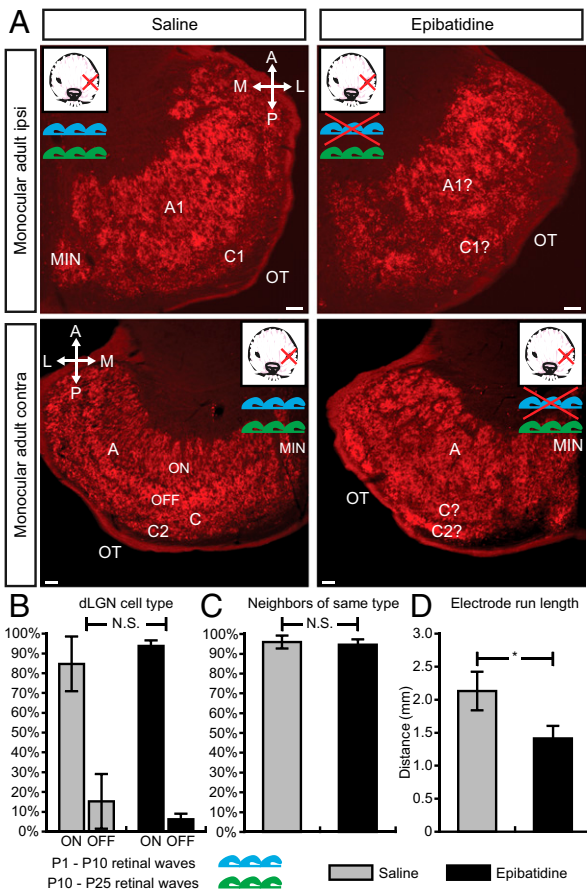 A
Saline
Epibatidine
Monocular adult ipsi
A
M L
P
A1
MIN
C1
OT
A1?
C1?
OT
Monocular adult contra
A
L M
P
MIN
A
ON
OFF
C
C2
OT
MIN
A
OT
C?
C2?
B dLGN cell type
N.S.
100%
90%
80%
70%
60%
50%
40%
30%
20%
10%
0%
ON OFF ON OFF
C Neighbors of same type
N.S.
100%
90%
80%
70%
60%
50%
40%
30%
20%
10%
0%
D Electrode run length
*
Distance (mm)
3.0
2.5
2.0
1.5
1.0
0.5
0
P1 - P10 retinal waves
P10 - P25 retinal waves
Saline
Epibatidine